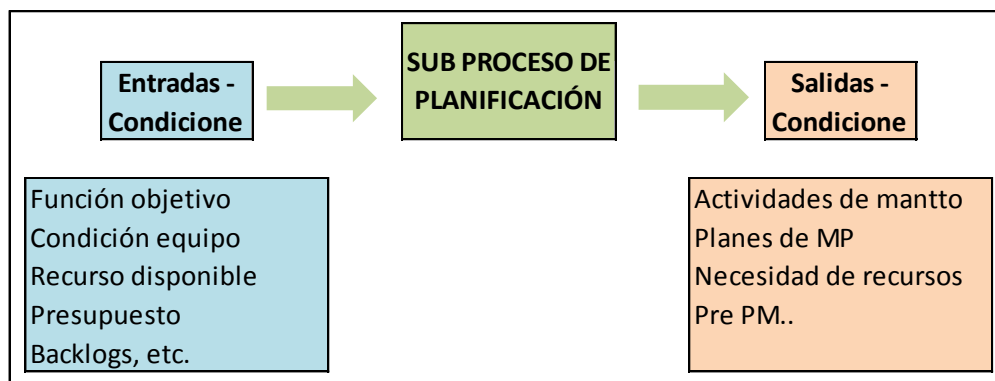 Entradas -
Condicione
SUB PROCESO DE
PLANIFICACIÓN
Salidas -
Condicione
Función objetivo
Condición equipo
Recurso disponible
Presupuesto
Backlogs, etc.
Actividades de mantto
Planes de MP
Necesidad de recursos
Pre PM..